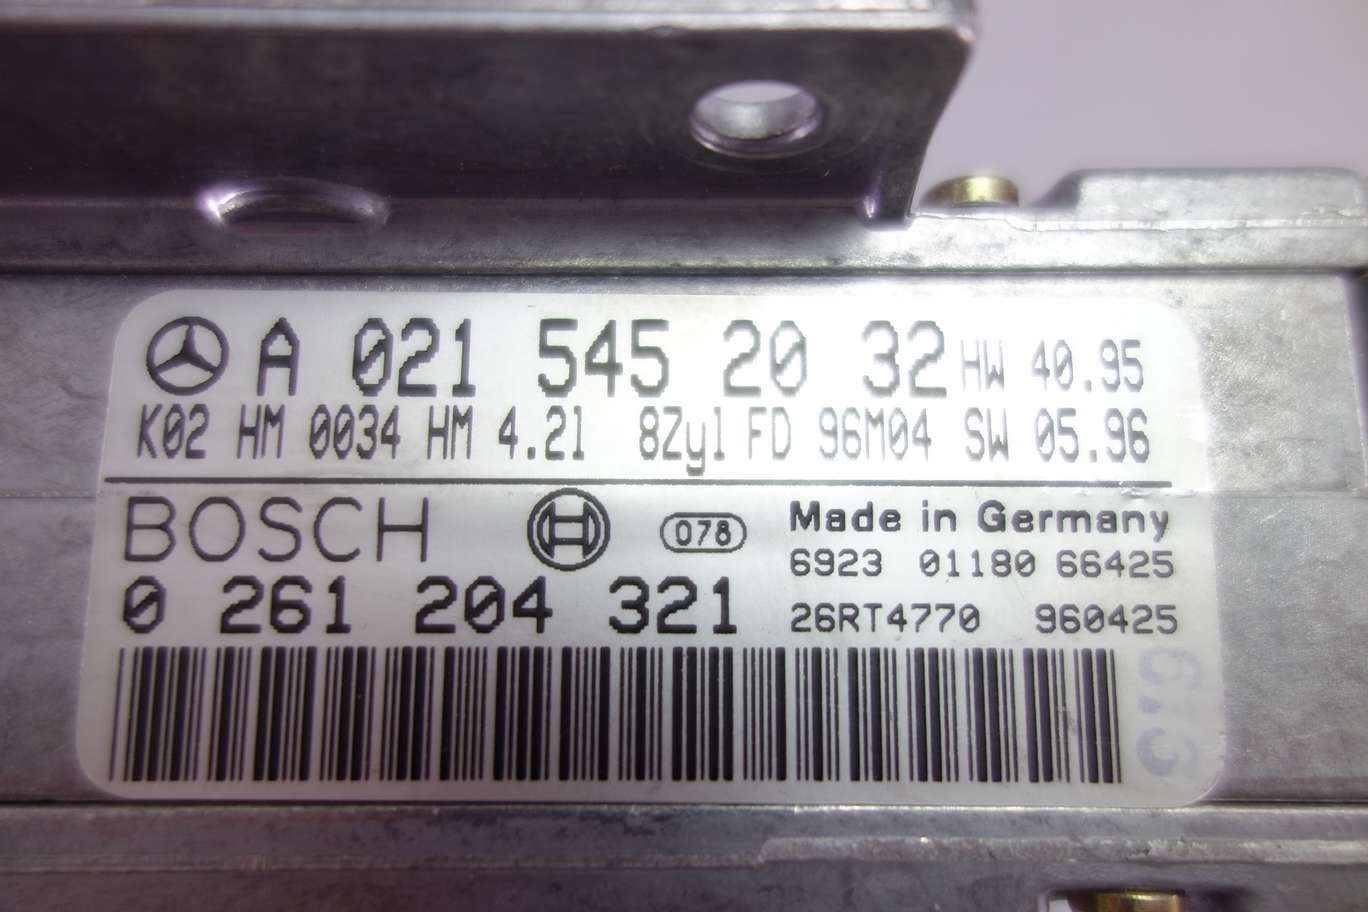 A 021 545 20 32 HW 40.95
K02 HM 0034 HM 4.2l 8Zyl FD 96M04 SW 05.96
BOSCH 078 Made in Germany
6923 01180 66425
0 261 204 321
26RT4770 960425